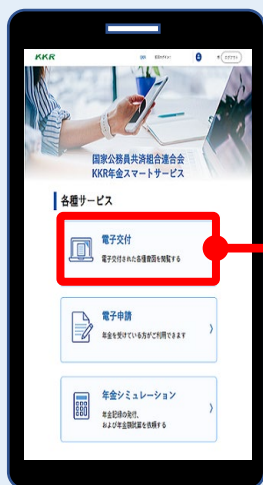 KKR
国家公務員共済組合連合会
KKR年金スマートサービス
各種サービス
電子交付
電子交付された各種書面を閲覧する
電子申請
年金を受けている方がご利用できます
年金シミュレーション
年金記録の発行、
および年金額試算を依頼する